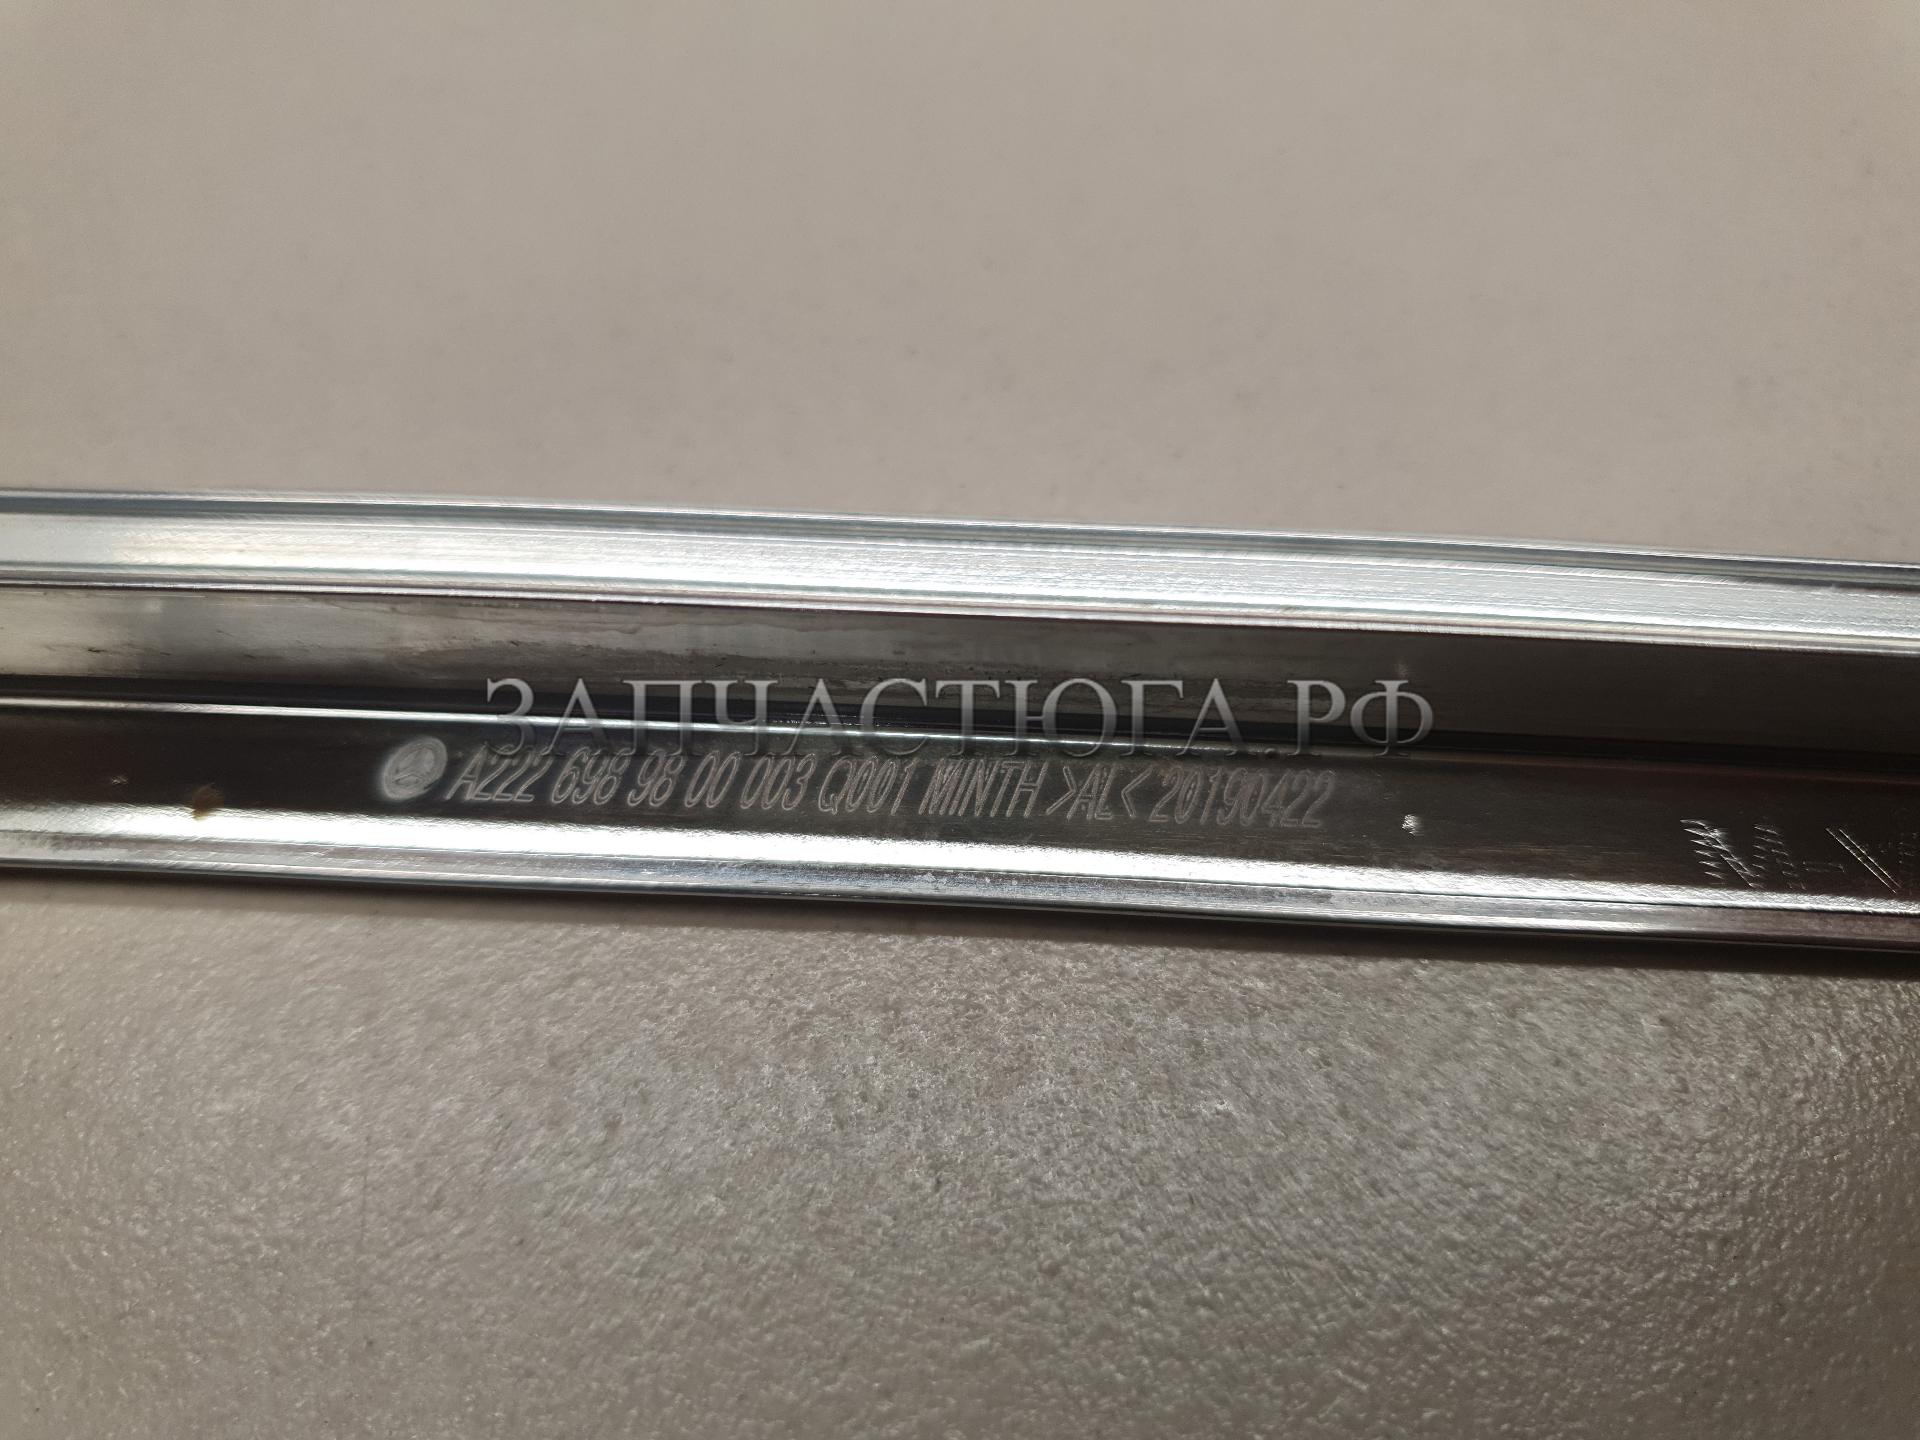 ЗАПЧАСТЮГА.РФ
A222 698 98 00 003 Q001 MINTH >AL< 20190422